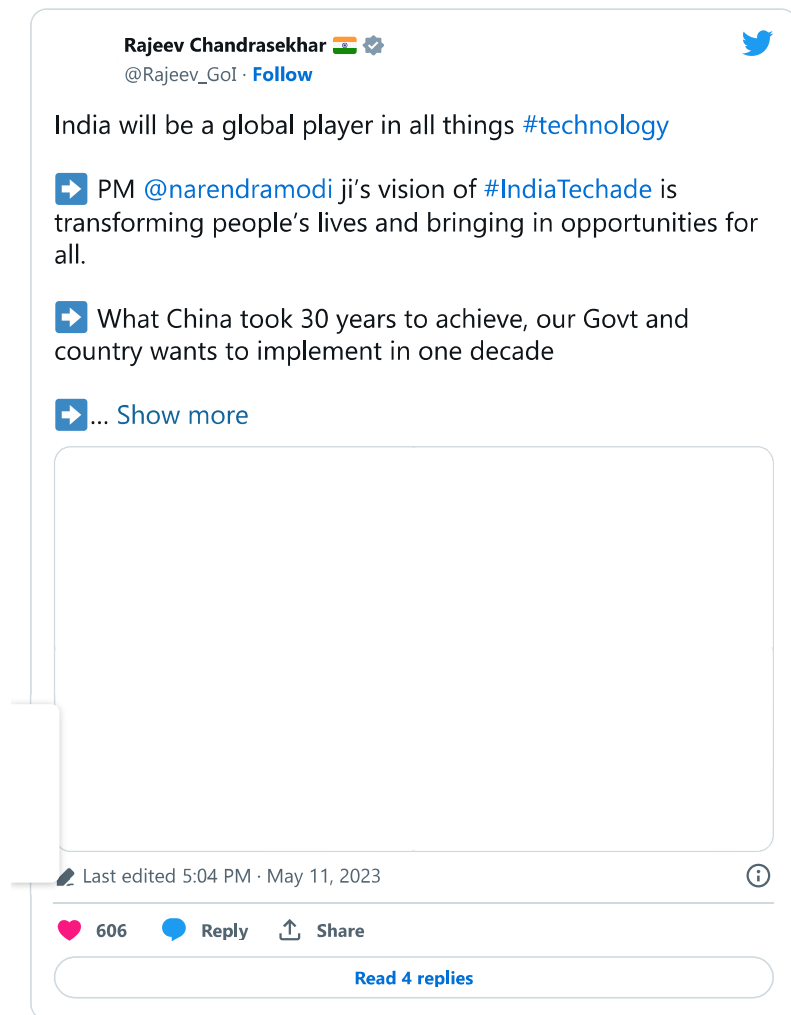 Rajeev Chandrasekhar 🇮🇳
@Rajeev_GoI · Follow
India will be a global player in all things #technology
➡️ PM @narendramodi ji’s vision of #IndiaTechade is
transforming people’s lives and bringing in opportunities for
all.
➡️ What China took 30 years to achieve, our Govt and
country wants to implement in one decade
➡️... Show more
Last edited 5:04 PM · May 11, 2023
606 Reply Share
Read 4 replies